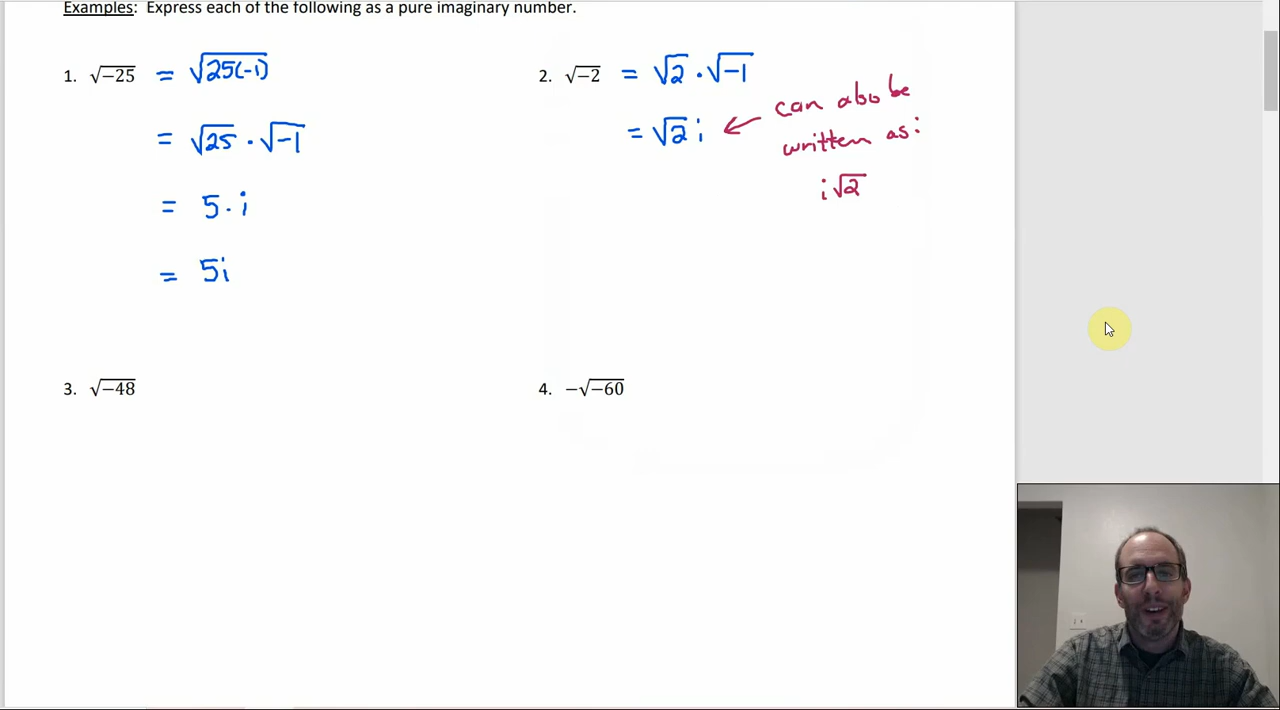 Examples: Express each of the following as a pure imaginary number.
1. √−25 = √25(-1)
= √25 · √-1
= 5 · i
= 5i
2. √−2 = √2 · √-1
= √2 i
can also be
written as:
i√2
3. √−48
4. −√−60